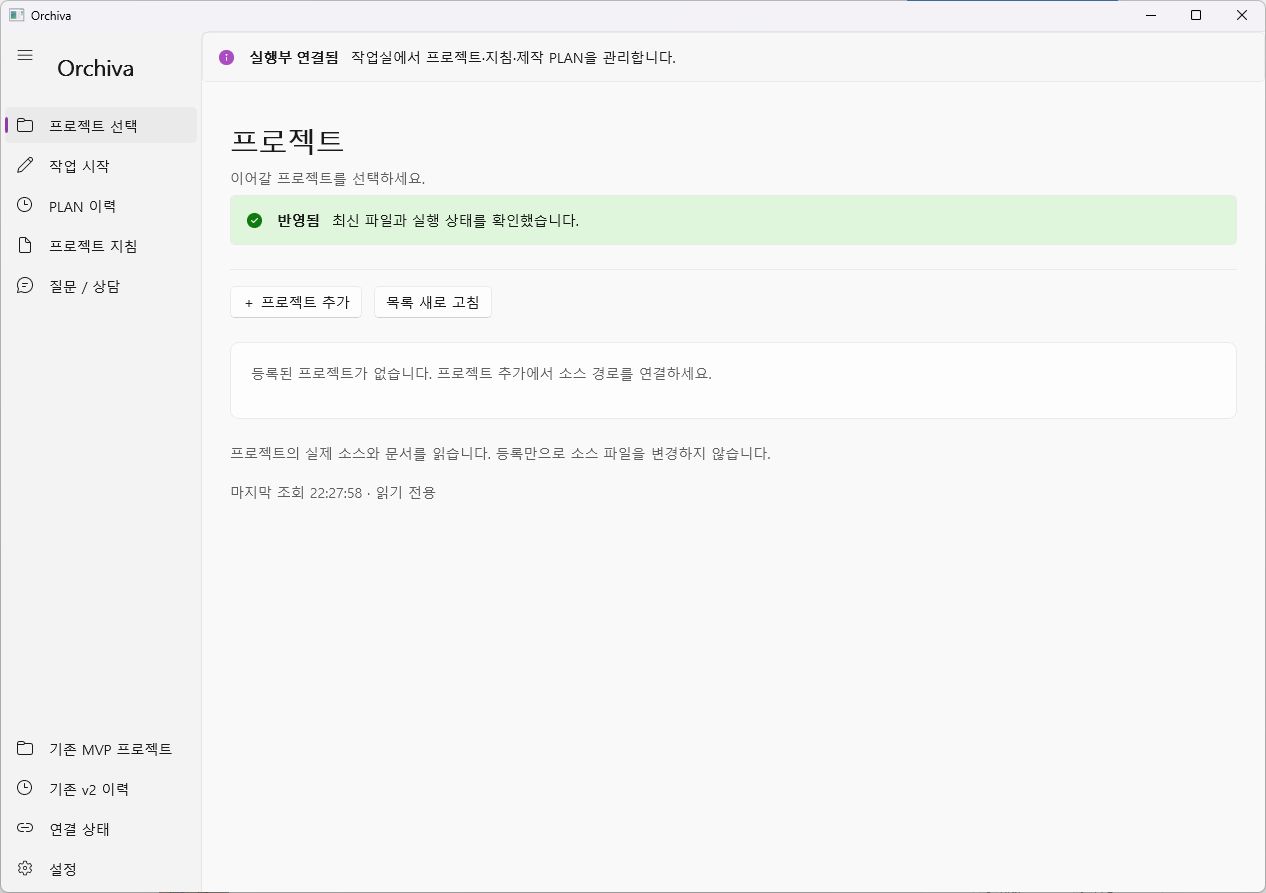 Orchiva
Orchiva
실행부 연결됨 작업실에서 프로젝트·지침·제작 PLAN을 관리합니다.
프로젝트 선택
작업 시작
PLAN 이력
프로젝트 지침
질문 / 상담
프로젝트
이어갈 프로젝트를 선택하세요.
반영됨 최신 파일과 실행 상태를 확인했습니다.
+ 프로젝트 추가
목록 새로 고침
등록된 프로젝트가 없습니다. 프로젝트 추가에서 소스 경로를 연결하세요.
프로젝트의 실제 소스와 문서를 읽습니다. 등록만으로 소스 파일을 변경하지 않습니다.
마지막 조회 22:27:58 · 읽기 전용
기존 MVP 프로젝트
기존 v2 이력
연결 상태
설정